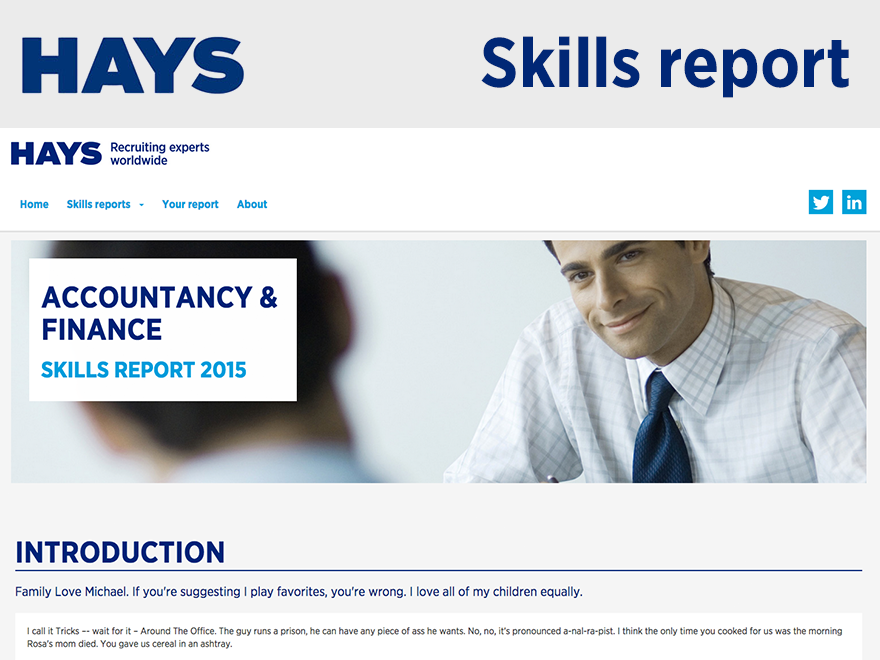 HAYS
Skills report
HAYS Recruiting experts
worldwide
Home Skills reports - Your report About
in
ACCOUNTANCY &
FINANCE
SKILLS REPORT 2015
INTRODUCTION
Family Love Michael. If you're suggesting I play favorites, you're wrong. I love all of my children equally.
I call it Tricks -- wait for it – Around The Office. The guy runs a prison, he can have any piece of ass he wants. No, no, it's pronounced a-nal-ra-pist. I think the only time you cooked for us was the morning
Rosa's mom died. You gave us cereal in an ashtray.